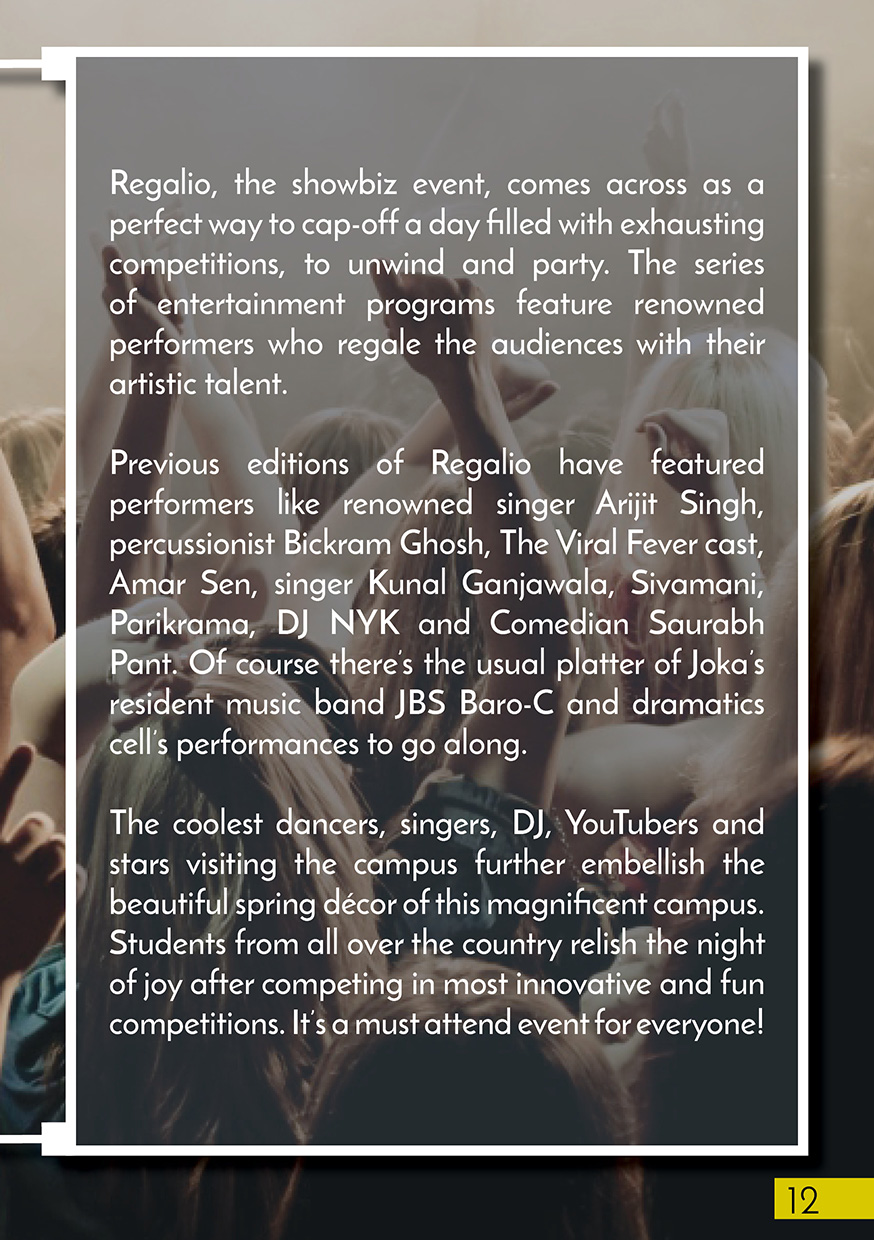 Regalio, the showbiz event, comes across as a
perfect way to cap-off a day filled with exhausting
competitions, to unwind and party. The series
of entertainment programs feature renowned
performers who regale the audiences with their
artistic talent.
Previous editions of Regalio have featured
performers like renowned singer Arijit Singh,
percussionist Bickram Ghosh, The Viral Fever cast,
Amar Sen, singer Kunal Ganjawala, Sivamani,
Parikrama, DJ NYK and Comedian Saurabh
Pant. Of course there's the usual platter of Joka's
resident music band JBS Baro-C and dramatics
cell's performances to go along.
The coolest dancers, singers, DJ, YouTubers and
stars visiting the campus further embellish the
beautiful spring décor of this magnificent campus.
Students from all over the country relish the night
of joy after competing in most innovative and fun
competitions. It's a must attend event for everyone!
12